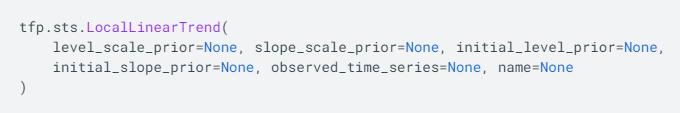 tfp.sts.LocalLinearTrend(
    level_scale_prior=None, slope_scale_prior=None, initial_level_prior=None,
    initial_slope_prior=None, observed_time_series=None, name=None
)